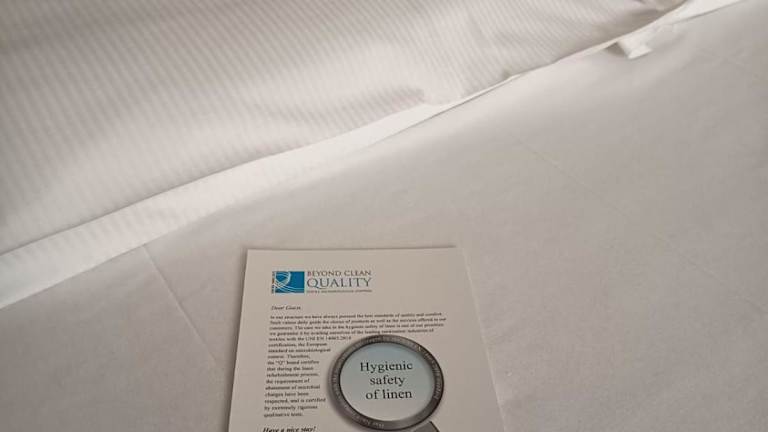 BEYOND CLEAN
QUALITY
Dear Guest,
In our structure we have always pursued the best standards of quality and comfort.
Such values daily guide the choice of products as well as the services offered to our
customers. The care we take in the hygienic safety of linen is one of our priorities:
we guarantee it by availing ourselves of the leading sanitization industries of
textiles with the UNI EN 14065:2016
certification, the European
standard on microbiological
control. Therefore,
the "Q" brand certifies
that during the linen
refurbishment process,
the requirement of
abatement of microbial
charges have been
respected, and is certified
by extremely rigorous
qualitative tests.
Have a nice stay!
Hygienic
safety
of linen